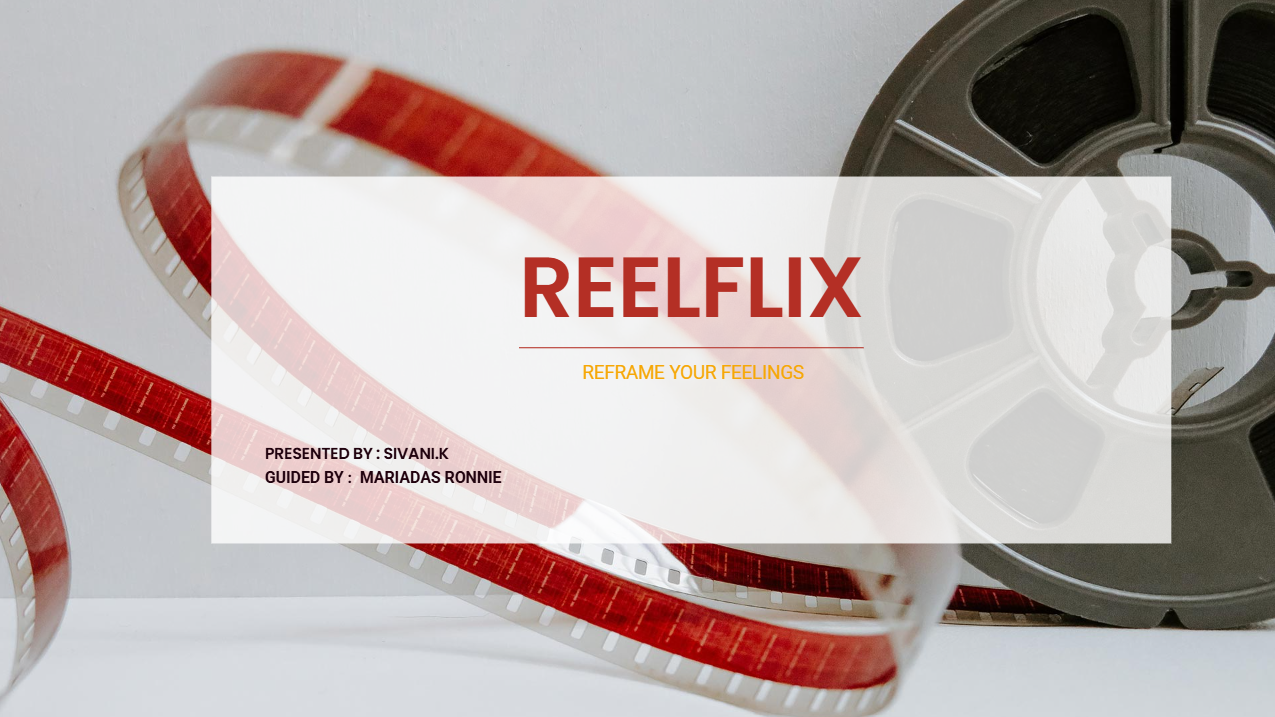 REELFLIX
REFRAME YOUR FEELINGS
PRESENTED BY : SIVANI.K
GUIDED BY :  MARIADAS RONNIE